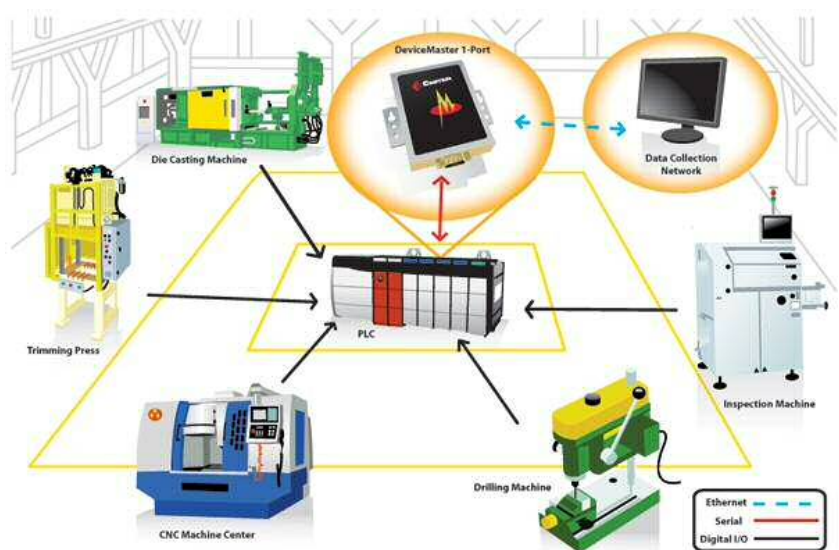 DeviceMaster 1-Port
Die Casting Machine
Data Collection
Network
Trimming Press
PLC
Inspection Machine
Drilling Machine
CNC Machine Center
Ethernet
Serial
Digital I/O